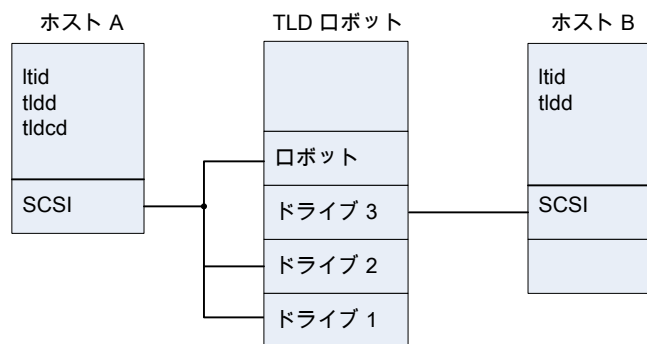 ホスト A
TLD ロボット
ホスト B
ltid
tldd
tldcd
SCSI
ロボット
ドライブ 3
ドライブ 2
ドライブ 1
ltid
tldd
SCSI